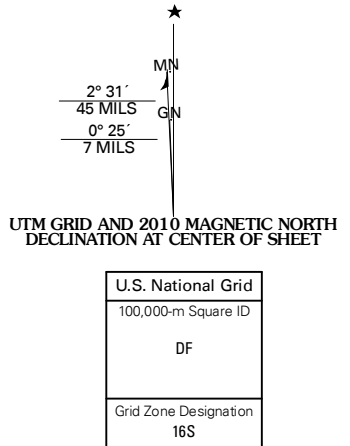 MN
2° 31´
45 MILS
GN
0° 25´
7 MILS
UTM GRID AND 2010 MAGNETIC NORTH
DECLINATION AT CENTER OF SHEET
U.S. National Grid
100,000-m Square ID
DF
Grid Zone Designation
16S